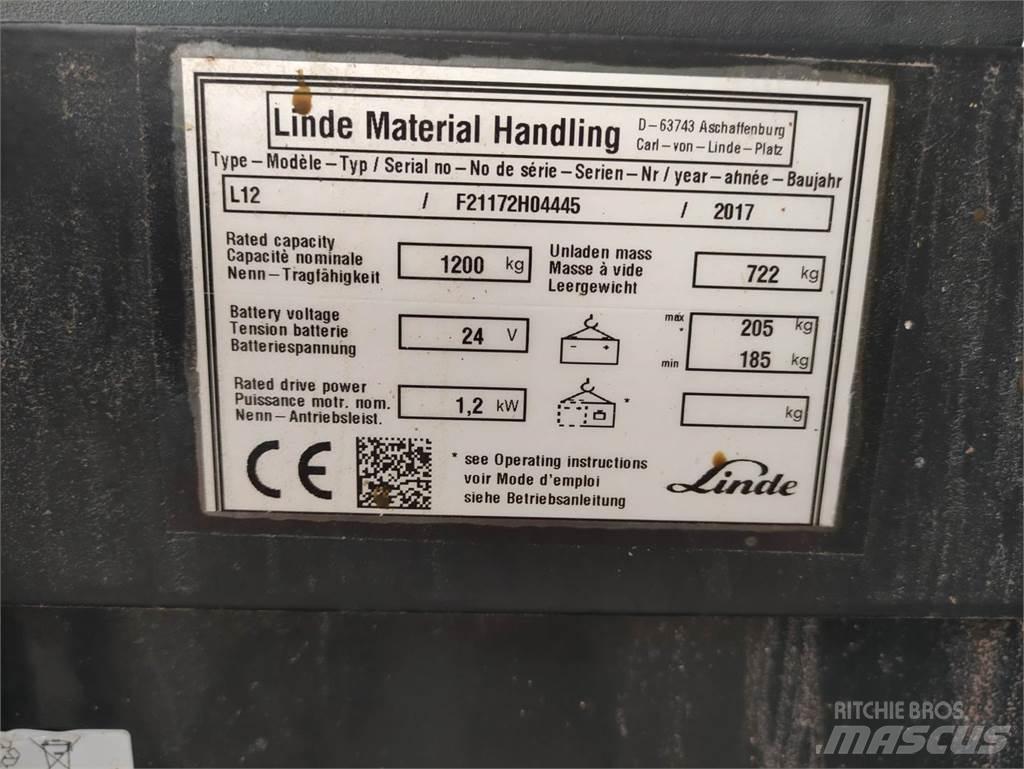 Linde Material Handling
D-63743 Aschaffenburg
Carl-von-Linde-Platz
Type-Modèle-Typ / Serial no-No de série-Serien-Nr / year-ahnée-Baujahr
L12 / F21172H04445 / 2017
Rated capacity
Capacitè nominale
Nenn-Tragfähigkeit
1200 kg
Unladen mass
Masse à vide
Leergewicht
722 kg
Battery voltage
Tension batterie
Batteriespannung
24 V
- +
max
*
min
205 kg
185 kg
Rated drive power
Puissance motr. nom.
Nenn-Antriebsleist.
1,2 kW
*
kg
CE
* see Operating instructions
voir Mode d'emploi
siehe Betriebsanleitung
Linde
RITCHIE BROS.
MASCUS